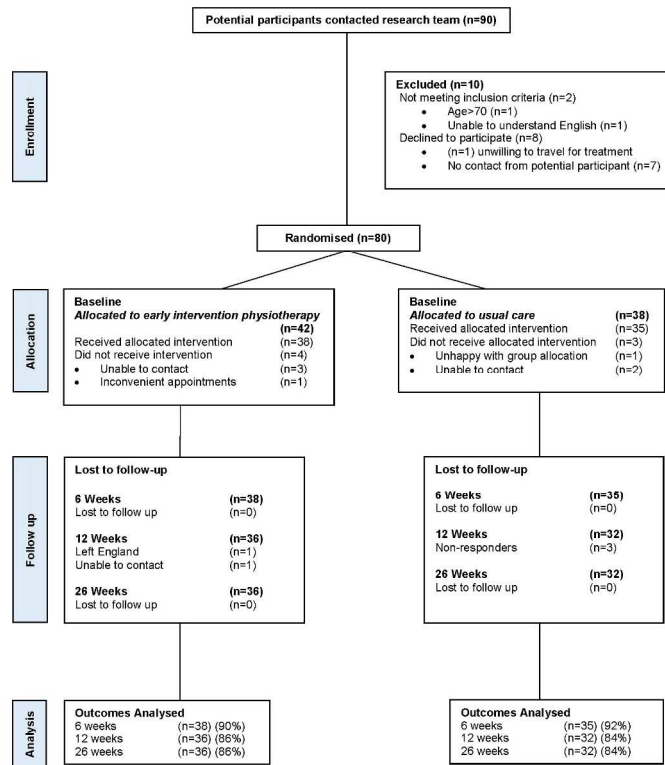 Potential participants contacted research team (n=90)
Enrollment
Excluded (n=10)
Not meeting inclusion criteria (n=2)
• Age>70 (n=1)
• Unable to understand English (n=1)
Declined to participate (n=8)
• (n=1) unwilling to travel for treatment
• No contact from potential participant (n=7)
Randomised (n=80)
Allocation
Baseline
Allocated to early intervention physiotherapy
(n=42)
Received allocated intervention (n=38)
Did not receive intervention (n=4)
• Unable to contact (n=3)
• Inconvenient appointments (n=1)
Baseline
Allocated to usual care (n=38)
Received allocated intervention (n=35)
Did not receive allocated intervention (n=3)
• Unhappy with group allocation (n=1)
• Unable to contact (n=2)
Follow up
Lost to follow-up
6 Weeks (n=38)
Lost to follow up (n=0)
12 Weeks (n=36)
Left England (n=1)
Unable to contact (n=1)
26 Weeks (n=36)
Lost to follow up (n=0)
Lost to follow-up
6 Weeks (n=35)
Lost to follow up (n=0)
12 Weeks (n=32)
Non-responders (n=3)
26 Weeks (n=32)
Lost to follow up (n=0)
Analysis
Outcomes Analysed
6 weeks (n=38) (90%)
12 weeks (n=36) (86%)
26 weeks (n=36) (86%)
Outcomes Analysed
6 weeks (n=35) (92%)
12 weeks (n=32) (84%)
26 weeks (n=32) (84%)